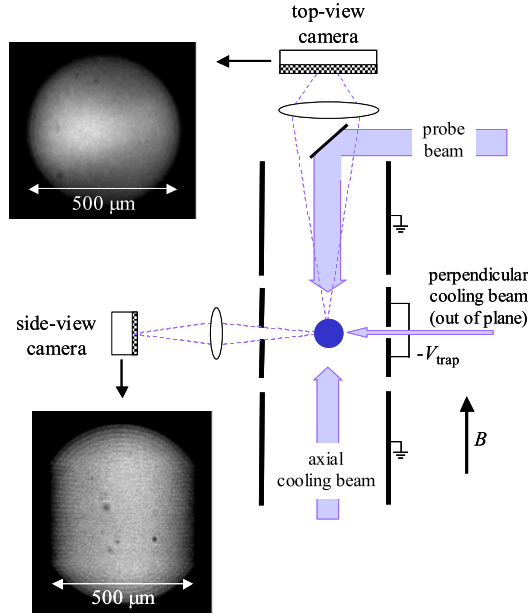 top-view
camera
500 μm
probe
beam
perpendicular
cooling beam
(out of plane)
-Vtrap
side-view
camera
B
axial
cooling beam
500 μm